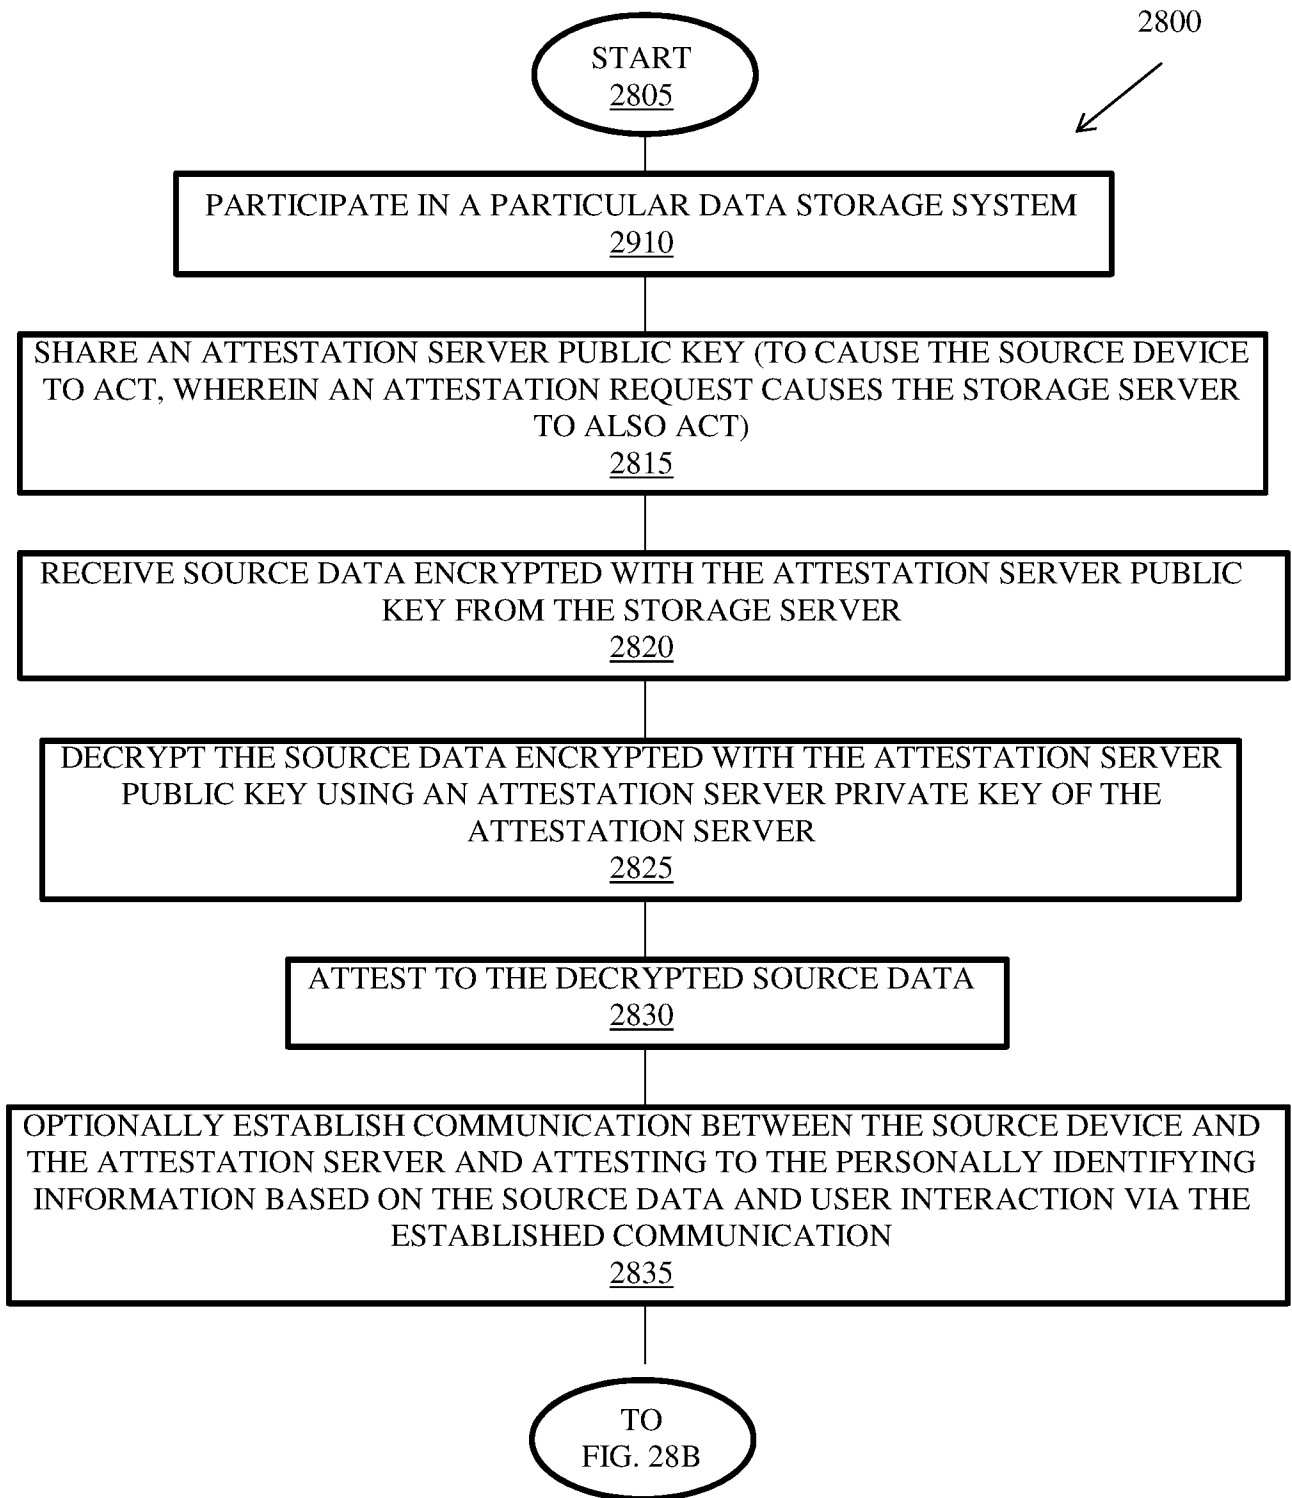 2800
START
2805
PARTICIPATE IN A PARTICULAR DATA STORAGE SYSTEM
2910
SHARE AN ATTESTATION SERVER PUBLIC KEY (TO CAUSE THE SOURCE DEVICE
TO ACT, WHEREIN AN ATTESTATION REQUEST CAUSES THE STORAGE SERVER
TO ALSO ACT)
2815
RECEIVE SOURCE DATA ENCRYPTED WITH THE ATTESTATION SERVER PUBLIC
KEY FROM THE STORAGE SERVER
2820
DECRYPT THE SOURCE DATA ENCRYPTED WITH THE ATTESTATION SERVER
PUBLIC KEY USING AN ATTESTATION SERVER PRIVATE KEY OF THE
ATTESTATION SERVER
2825
ATTEST TO THE DECRYPTED SOURCE DATA
2830
OPTIONALLY ESTABLISH COMMUNICATION BETWEEN THE SOURCE DEVICE AND
THE ATTESTATION SERVER AND ATTESTING TO THE PERSONALLY IDENTIFYING
INFORMATION BASED ON THE SOURCE DATA AND USER INTERACTION VIA THE
ESTABLISHED COMMUNICATION
2835
TO
FIG. 28B